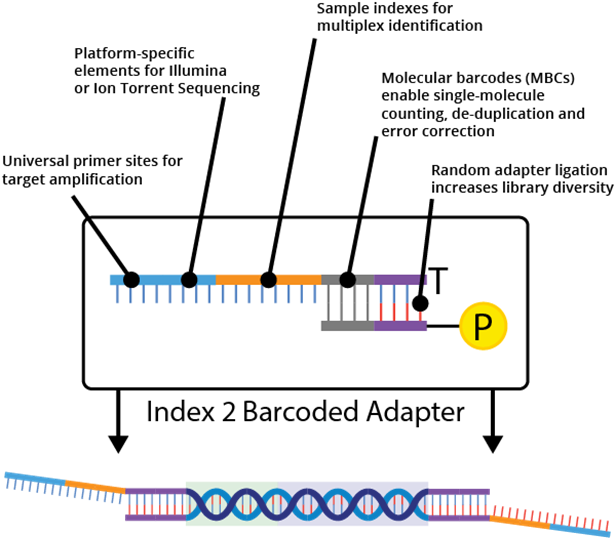 Sample indexes for
multiplex identification
Platform-specific
elements for Illumina
or Ion Torrent Sequencing
Molecular barcodes (MBCs)
enable single-molecule
counting, de-duplication and
error correction
Universal primer sites for
target amplification
Random adapter ligation
increases library diversity
T
P
Index 2 Barcoded Adapter